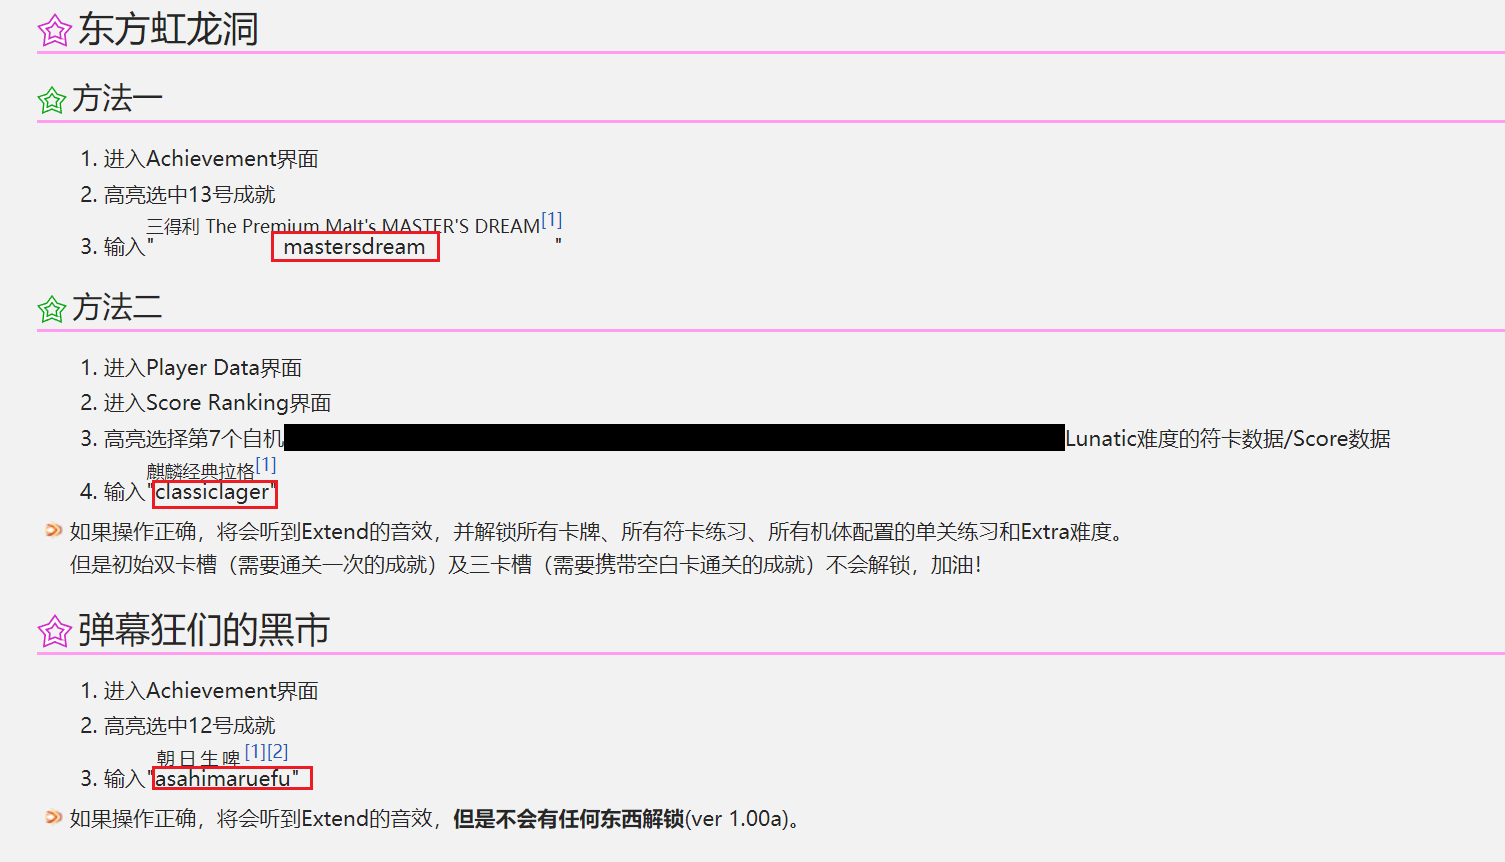 东方虹龙洞
方法一
1. 进入Achievement界面
2. 高亮选中13号成就
三得利 The Premium Malt's MASTER'S DREAM[1]
3. 输入"mastersdream"
方法二
1. 进入Player Data界面
2. 进入Score Ranking界面
3. 高亮选择第7个自机Lunatic难度的符卡数据/Score数据
麒麟经典拉格[1]
4. 输入"classiclager"
如果操作正确，将会听到Extend的音效，并解锁所有卡牌、所有符卡练习、所有机体配置的单关练习和Extra难度。
但是初始双卡槽（需要通关一次的成就）及三卡槽（需要携带空白卡通关的成就）不会解锁，加油！
弹幕狂们的黑市
1. 进入Achievement界面
2. 高亮选中12号成就
朝日生啤[1][2]
3. 输入"asahimaruefu"
如果操作正确，将会听到Extend的音效，但是不会有任何东西解锁(ver 1.00a)。